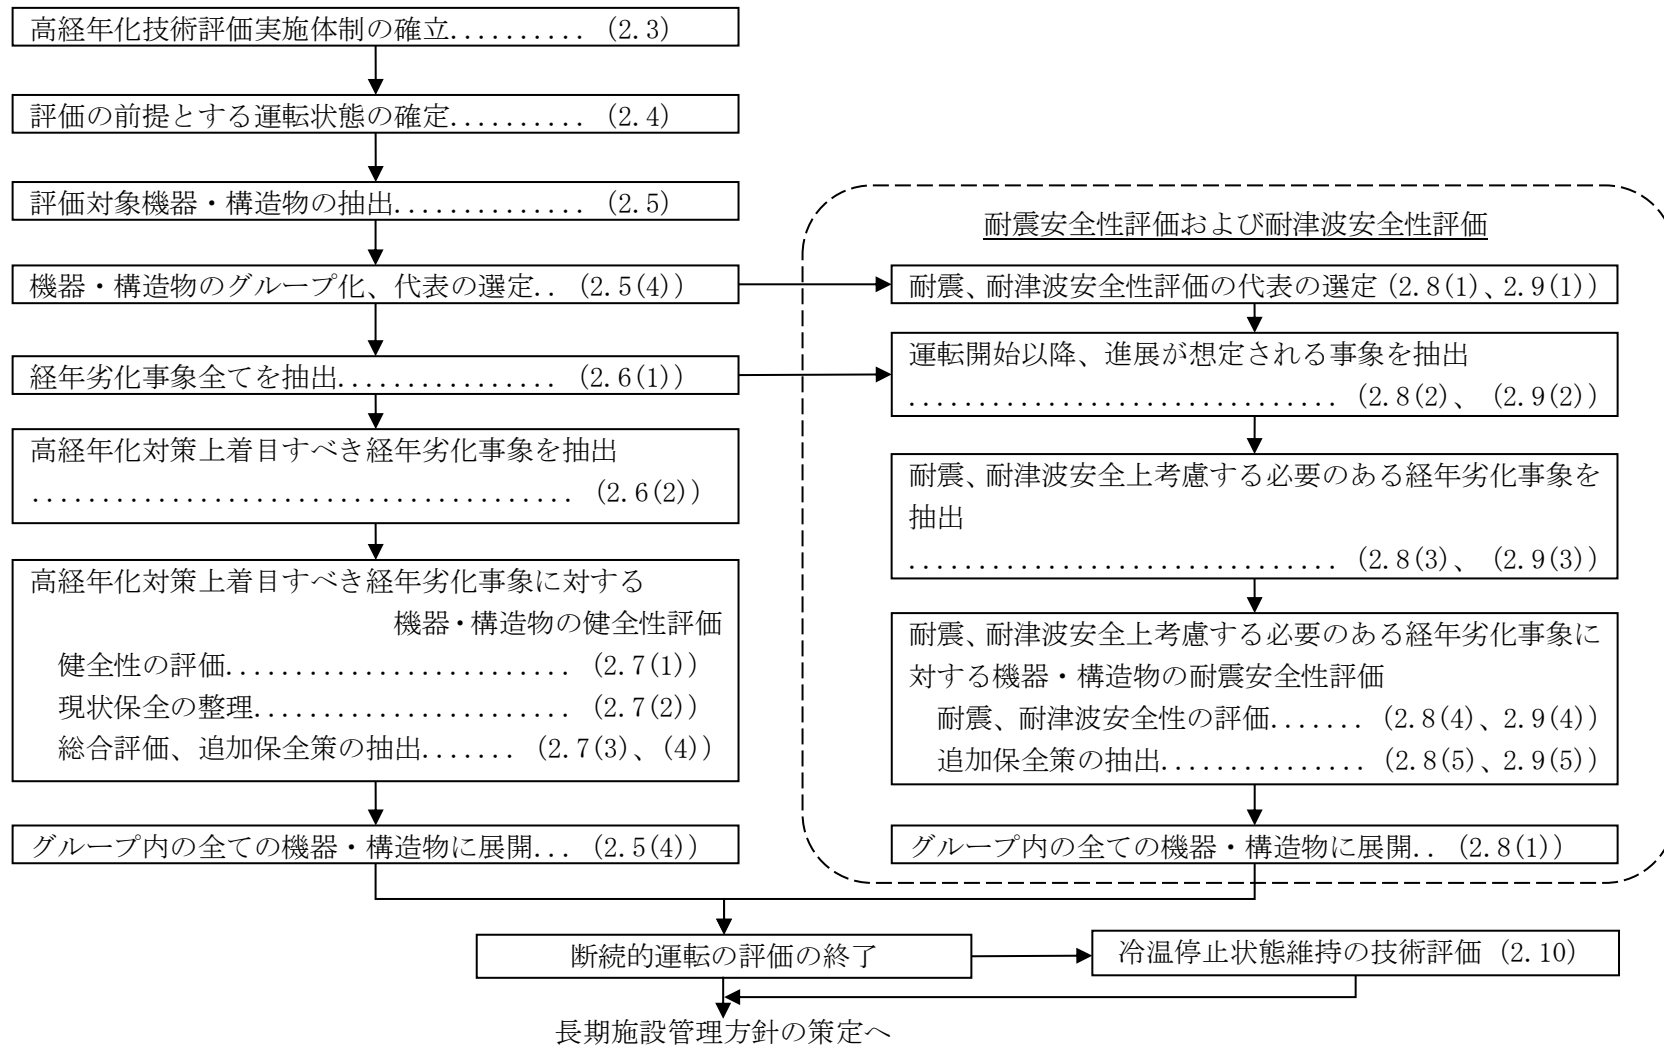 高経年化技術評価実施体制の確立.......... (2.3)
評価の前提とする運転状態の確定.......... (2.4)
評価対象機器・構造物の抽出.............. (2.5)
機器・構造物のグループ化、代表の選定.. (2.5(4))
経年劣化事象全てを抽出................ (2.6(1))
高経年化対策上着目すべき経年劣化事象を抽出
....................................... (2.6(2))
高経年化対策上着目すべき経年劣化事象に対する
機器・構造物の健全性評価
健全性の評価......................... (2.7(1))
現状保全の整理....................... (2.7(2))
総合評価、追加保全策の抽出....... (2.7(3)、(4))
グループ内の全ての機器・構造物に展開... (2.5(4))
耐震安全性評価および耐津波安全性評価
耐震、耐津波安全性評価の代表の選定 (2.8(1)、2.9(1))
運転開始以降、進展が想定される事象を抽出
............................... (2.8(2)、 (2.9(2))
耐震、耐津波安全上考慮する必要のある経年劣化事象を
抽出
............................... (2.8(3)、 (2.9(3))
耐震、耐津波安全上考慮する必要のある経年劣化事象に
対する機器・構造物の耐震安全性評価
耐震、耐津波安全性の評価....... (2.8(4)、2.9(4))
追加保全策の抽出............... (2.8(5)、2.9(5))
グループ内の全ての機器・構造物に展開.. (2.8(1))
断続的運転の評価の終了
冷温停止状態維持の技術評価 (2.10)
長期施設管理方針の策定へ